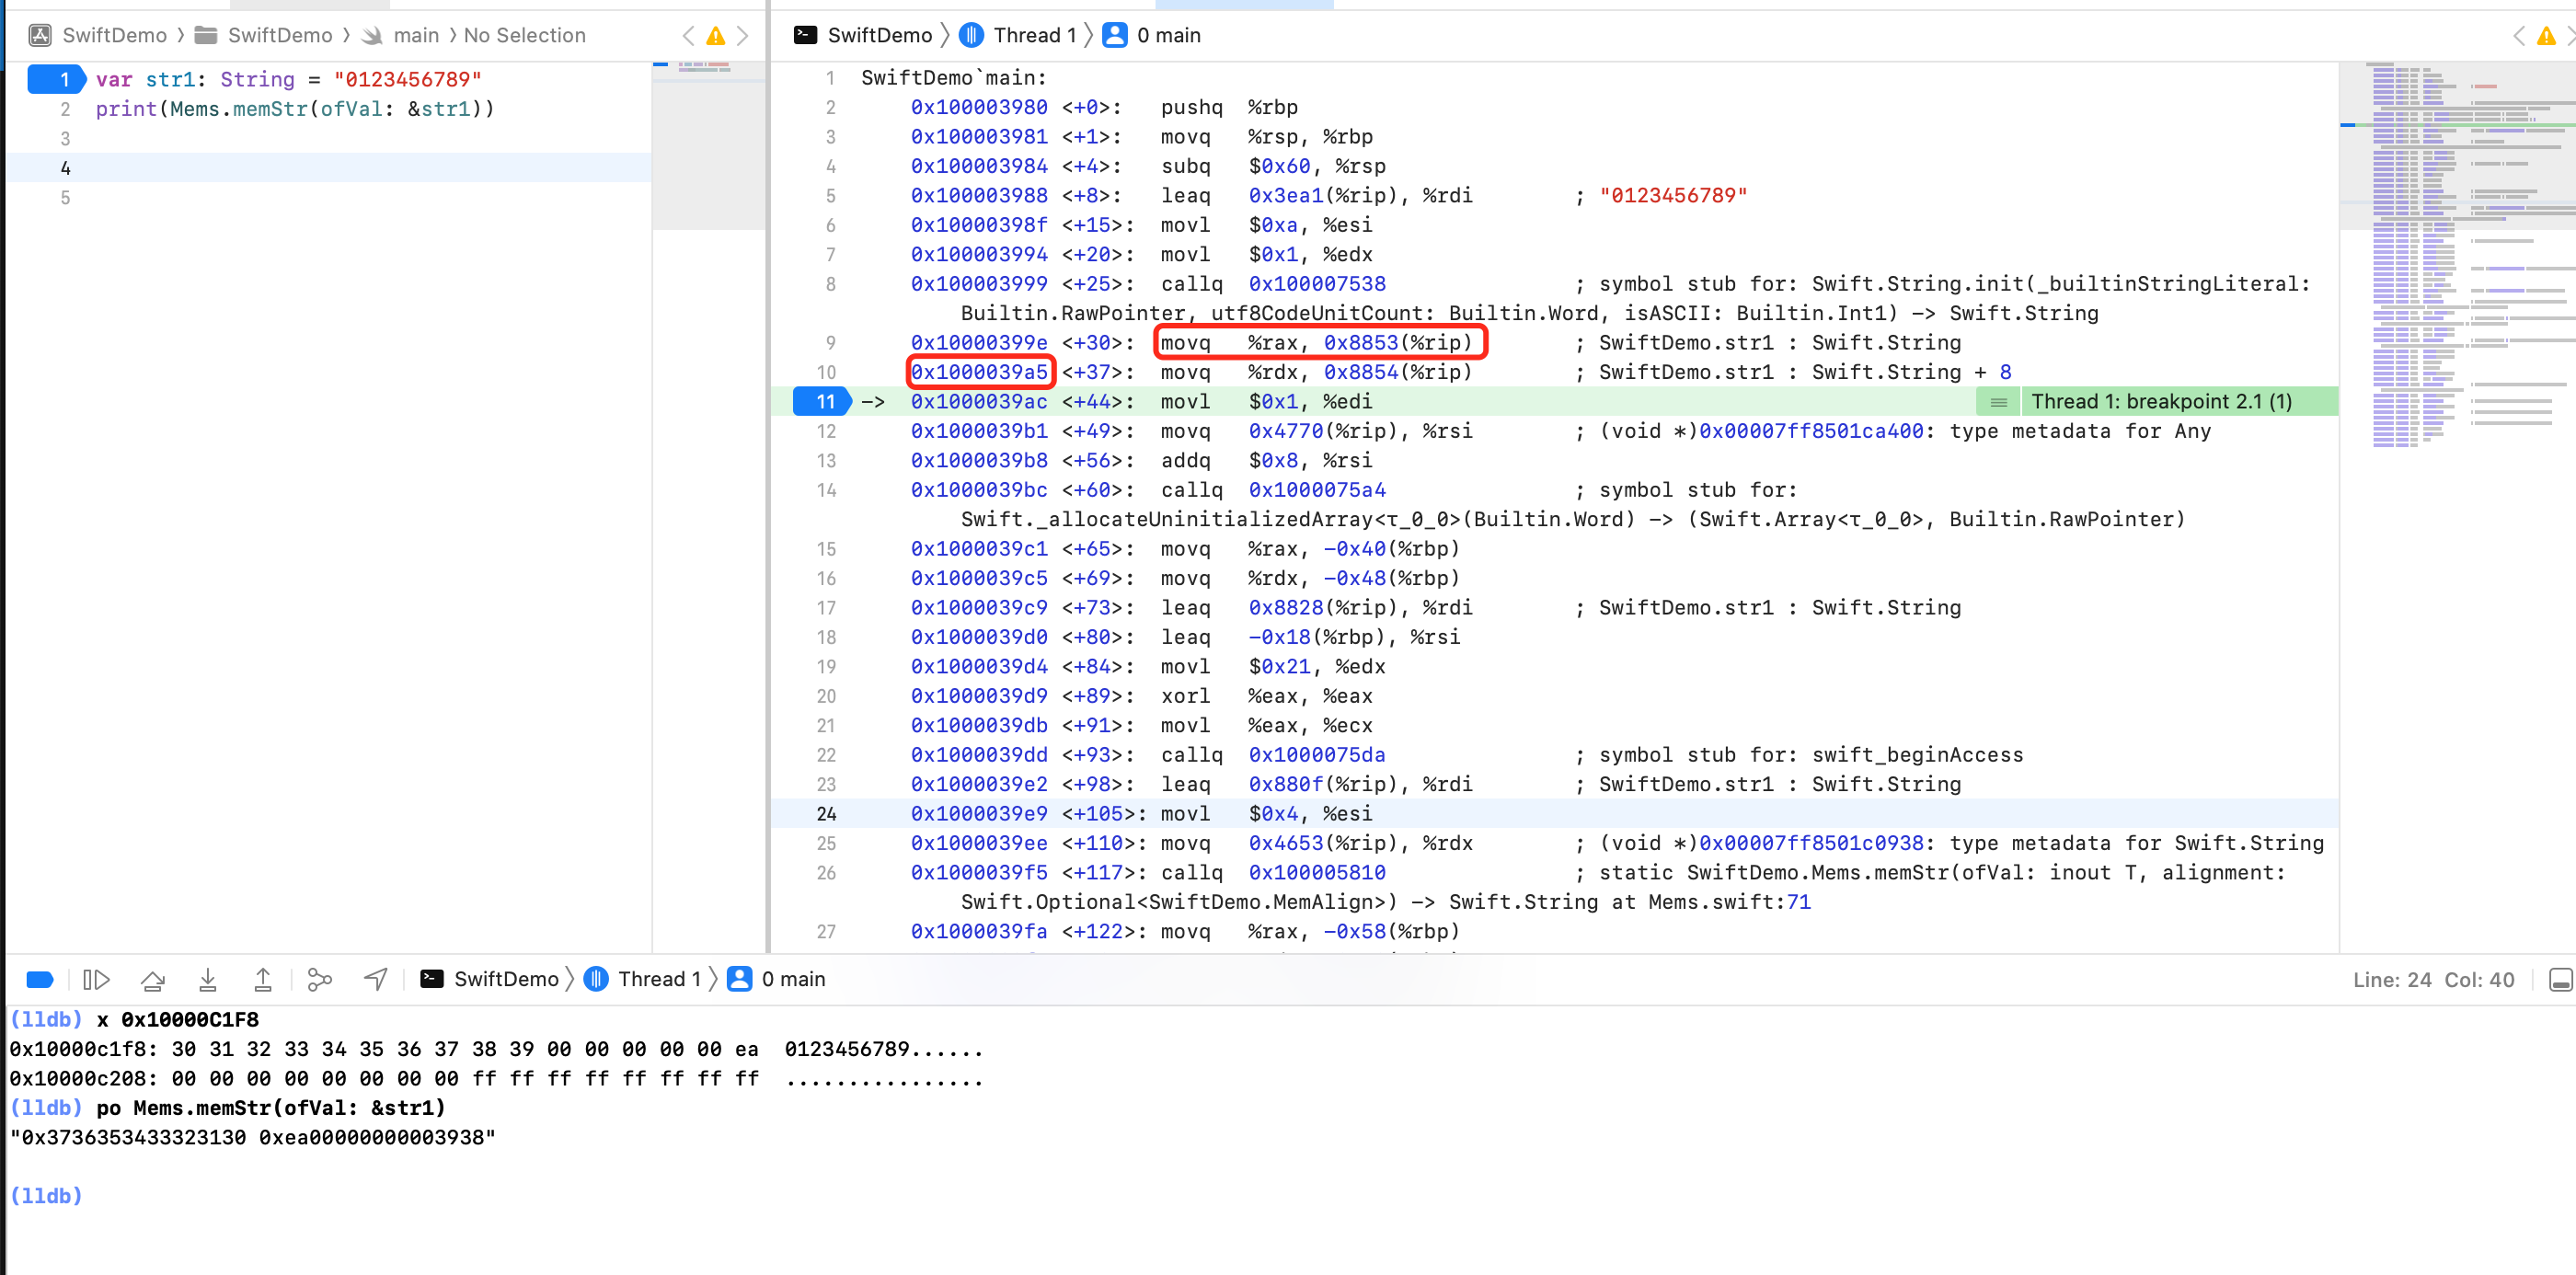 SwiftDemo 〉 SwiftDemo 〉 main 〉 No Selection
1 var str1: String = "0123456789"
2 print(Mems.memStr(ofVal: &str1))
3
4
5
SwiftDemo 〉 Thread 1 〉 0 main
1 SwiftDemo`main:
2 0x100003980 <+0>: pushq %rbp
3 0x100003981 <+1>: movq %rsp, %rbp
4 0x100003984 <+4>: subq $0x60, %rsp
5 0x100003988 <+8>: leaq 0x3ea1(%rip), %rdi ; "0123456789"
6 0x10000398f <+15>: movl $0xa, %esi
7 0x100003994 <+20>: movl $0x1, %edx
8 0x100003999 <+25>: callq 0x100007538 ; symbol stub for: Swift.String.init(_builtinStringLiteral:
Builtin.RawPointer, utf8CodeUnitCount: Builtin.Word, isASCII: Builtin.Int1) -> Swift.String
9 0x10000399e <+30>: movq %rax, 0x8853(%rip) ; SwiftDemo.str1 : Swift.String
10 0x1000039a5 <+37>: movq %rdx, 0x8854(%rip) ; SwiftDemo.str1 : Swift.String + 8
11 -> 0x1000039ac <+44>: movl $0x1, %edi Thread 1: breakpoint 2.1 (1)
12 0x1000039b1 <+49>: movq 0x4770(%rip), %rsi ; (void *)0x00007ff8501ca400: type metadata for Any
13 0x1000039b8 <+56>: addq $0x8, %rsi
14 0x1000039bc <+60>: callq 0x1000075a4 ; symbol stub for:
Swift._allocateUninitializedArray<τ_0_0>(Builtin.Word) -> (Swift.Array<τ_0_0>, Builtin.RawPointer)
15 0x1000039c1 <+65>: movq %rax, -0x40(%rbp)
16 0x1000039c5 <+69>: movq %rdx, -0x48(%rbp)
17 0x1000039c9 <+73>: leaq 0x8828(%rip), %rdi ; SwiftDemo.str1 : Swift.String
18 0x1000039d0 <+80>: leaq -0x18(%rbp), %rsi
19 0x1000039d4 <+84>: movl $0x21, %edx
20 0x1000039d9 <+89>: xorl %eax, %eax
21 0x1000039db <+91>: movl %eax, %ecx
22 0x1000039dd <+93>: callq 0x1000075da ; symbol stub for: swift_beginAccess
23 0x1000039e2 <+98>: leaq 0x880f(%rip), %rdi ; SwiftDemo.str1 : Swift.String
24 0x1000039e9 <+105>: movl $0x4, %esi
25 0x1000039ee <+110>: movq 0x4653(%rip), %rdx ; (void *)0x00007ff8501c0938: type metadata for Swift.String
26 0x1000039f5 <+117>: callq 0x100005810 ; static SwiftDemo.Mems.memStr(ofVal: inout T, alignment:
Swift.Optional<SwiftDemo.MemAlign>) -> Swift.String at Mems.swift:71
27 0x1000039fa <+122>: movq %rax, -0x58(%rbp)
SwiftDemo 〉 Thread 1 〉 0 main
Line: 24 Col: 40
(lldb) x 0x10000C1F8
0x10000c1f8: 30 31 32 33 34 35 36 37 38 39 00 00 00 00 00 ea 0123456789......
0x10000c208: 00 00 00 00 00 00 00 00 ff ff ff ff ff ff ff ff ................
(lldb) po Mems.memStr(ofVal: &str1)
"0x3736353433323130 0xea00000000003938"
(lldb)